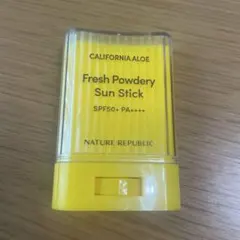 CALIFORNIA ALOE
Fresh Powdery
Sun Stick
SPF50+ PA++++
NATURE REPUBLIC